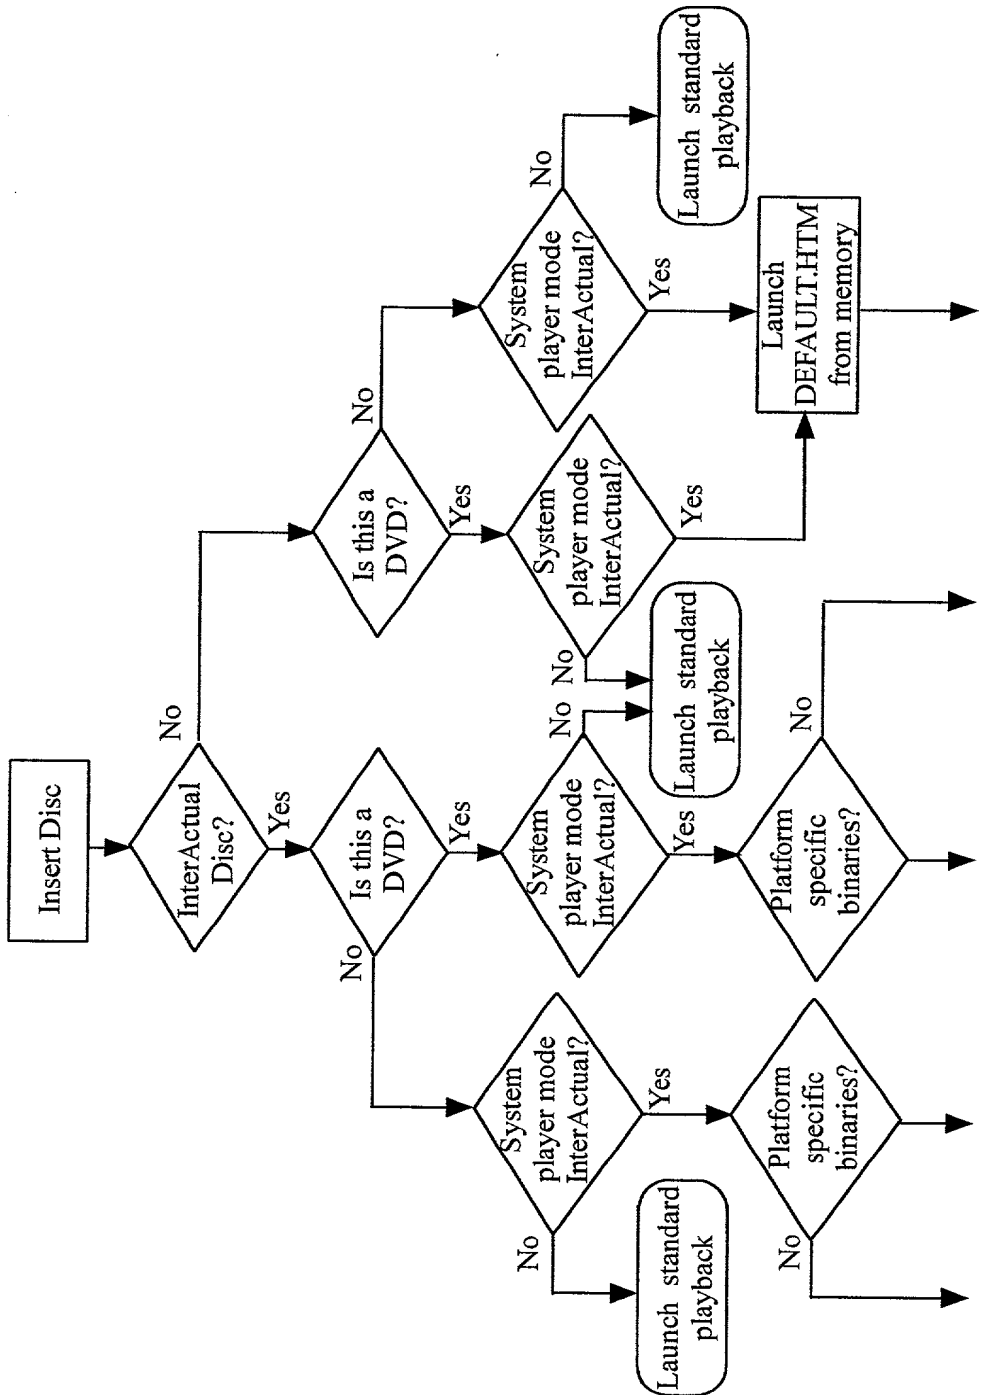 Insert Disc
InterActual
Disc?
No
Yes
Is this a
DVD?
No
Yes
Is this a
DVD?
No
Yes
System
player mode
InterActual?
No
Yes
System
player mode
InterActual?
No
Yes
System
player mode
InterActual?
No
Yes
System
player mode
InterActual?
No
Yes
Launch standard
playback
Launch standard
playback
Launch standard
playback
Platform
specific
binaries?
No
Platform
specific
binaries?
No
Launch
DEFAULT.HTM
from memory